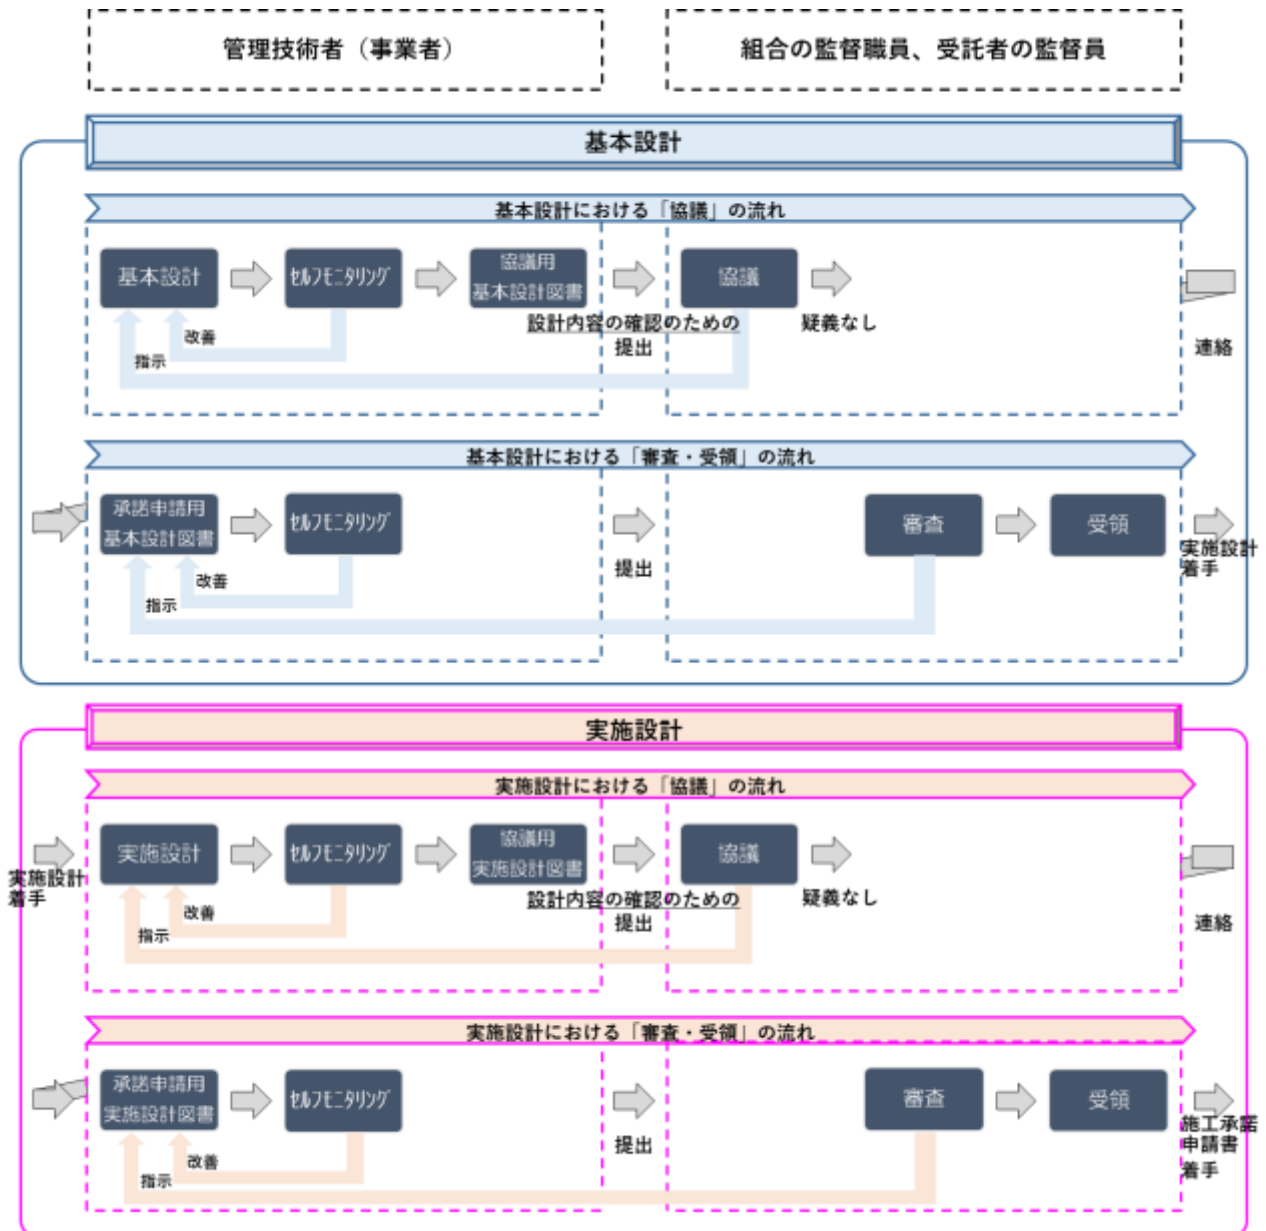 管理技術者（事業者）
組合の監督職員、受託者の監督員
基本設計
基本設計における「協議」の流れ
基本設計
ｾﾙﾌﾓﾆﾀﾘﾝｸﾞ
協議用
基本設計図書
協議
設計内容の確認のための
提出
疑義なし
連絡
改善
指示
基本設計における「審査・受領」の流れ
承諾申請用
基本設計図書
ｾﾙﾌﾓﾆﾀﾘﾝｸﾞ
提出
審査
受領
実施設計
着手
改善
指示
実施設計
実施設計における「協議」の流れ
実施設計
着手
実施設計
ｾﾙﾌﾓﾆﾀﾘﾝｸﾞ
協議用
実施設計図書
協議
設計内容の確認のための
提出
疑義なし
連絡
改善
指示
実施設計における「審査・受領」の流れ
承諾申請用
実施設計図書
ｾﾙﾌﾓﾆﾀﾘﾝｸﾞ
提出
審査
受領
施工承諾
申請書
着手
改善
指示